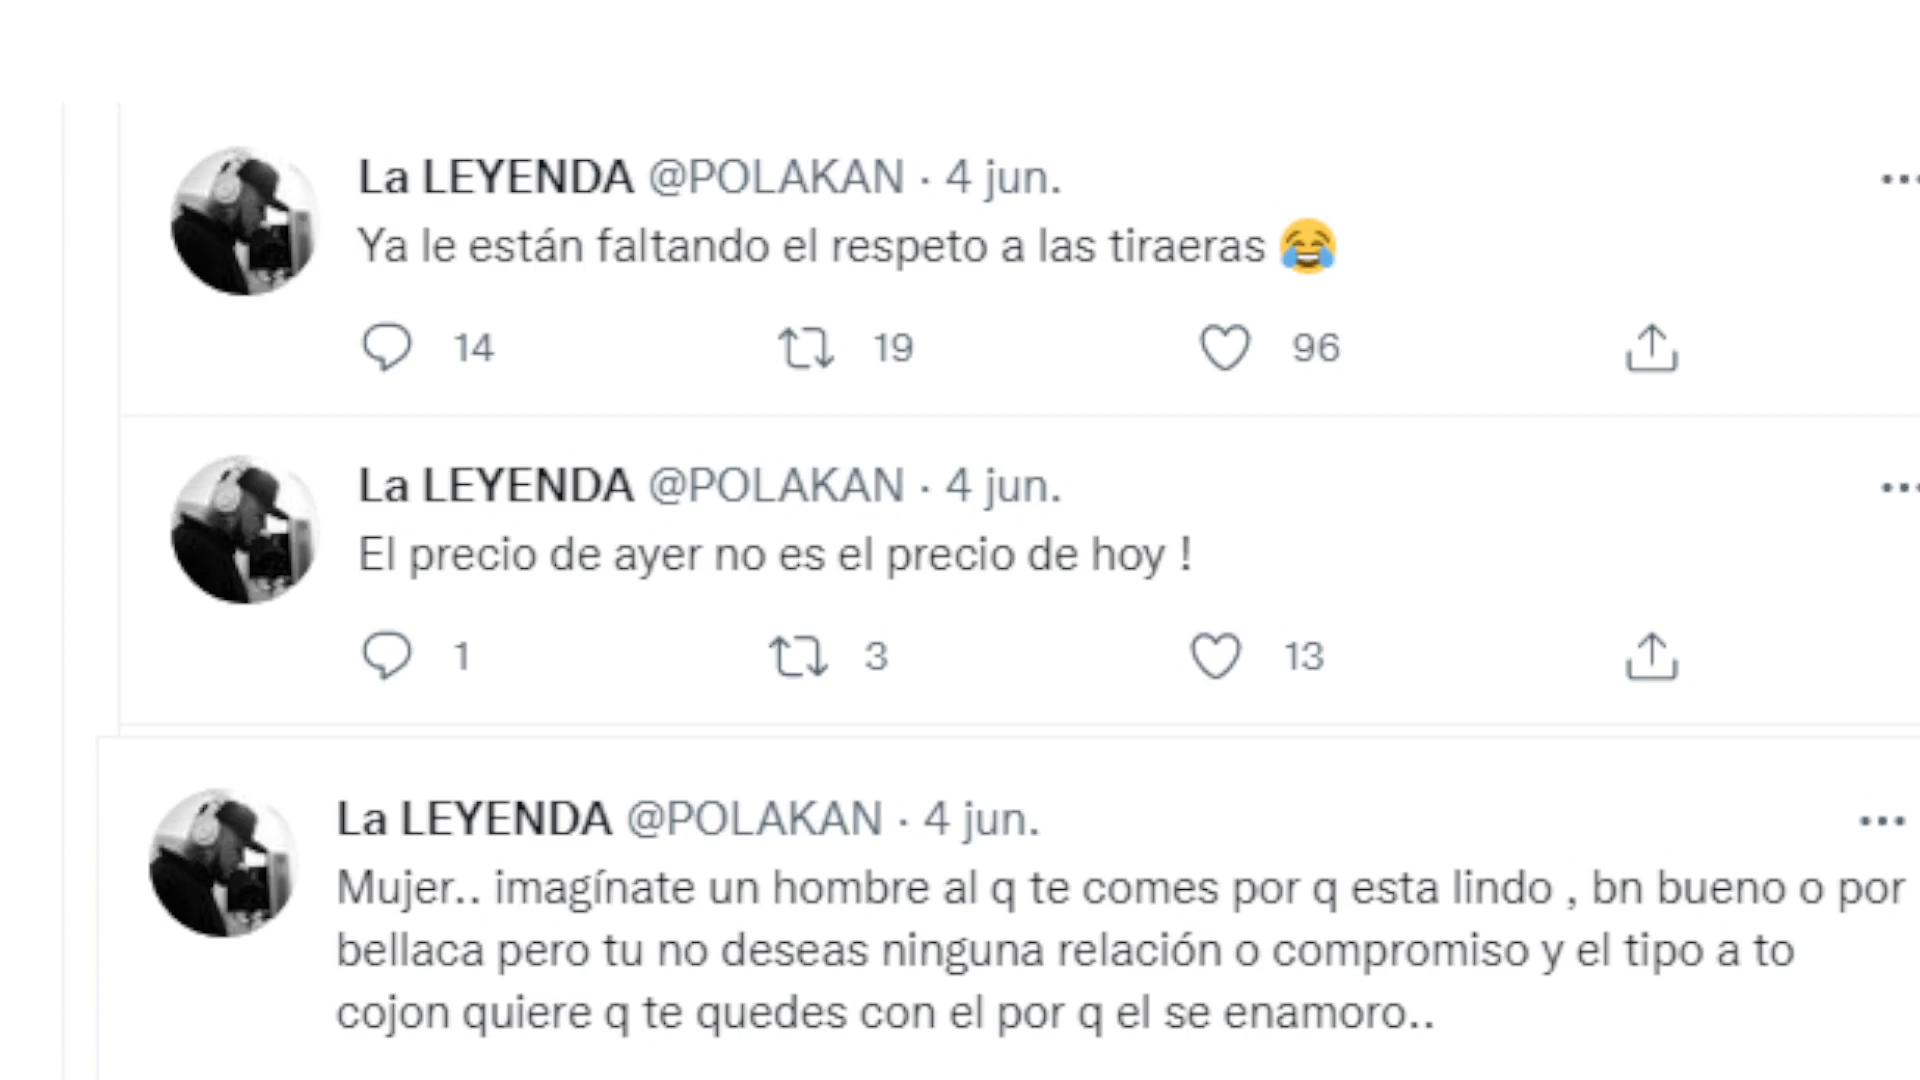 La LEYENDA @POLAKAN · 4 jun.
Ya le están faltando el respeto a las tiraeras 😂
14 19 96
La LEYENDA @POLAKAN · 4 jun.
El precio de ayer no es el precio de hoy !
1 3 13
La LEYENDA @POLAKAN · 4 jun.
Mujer.. imagínate un hombre al q te comes por q esta lindo , bn bueno o por
bellaca pero tu no deseas ninguna relación o compromiso y el tipo a to
cojon quiere q te quedes con el por q el se enamoro..